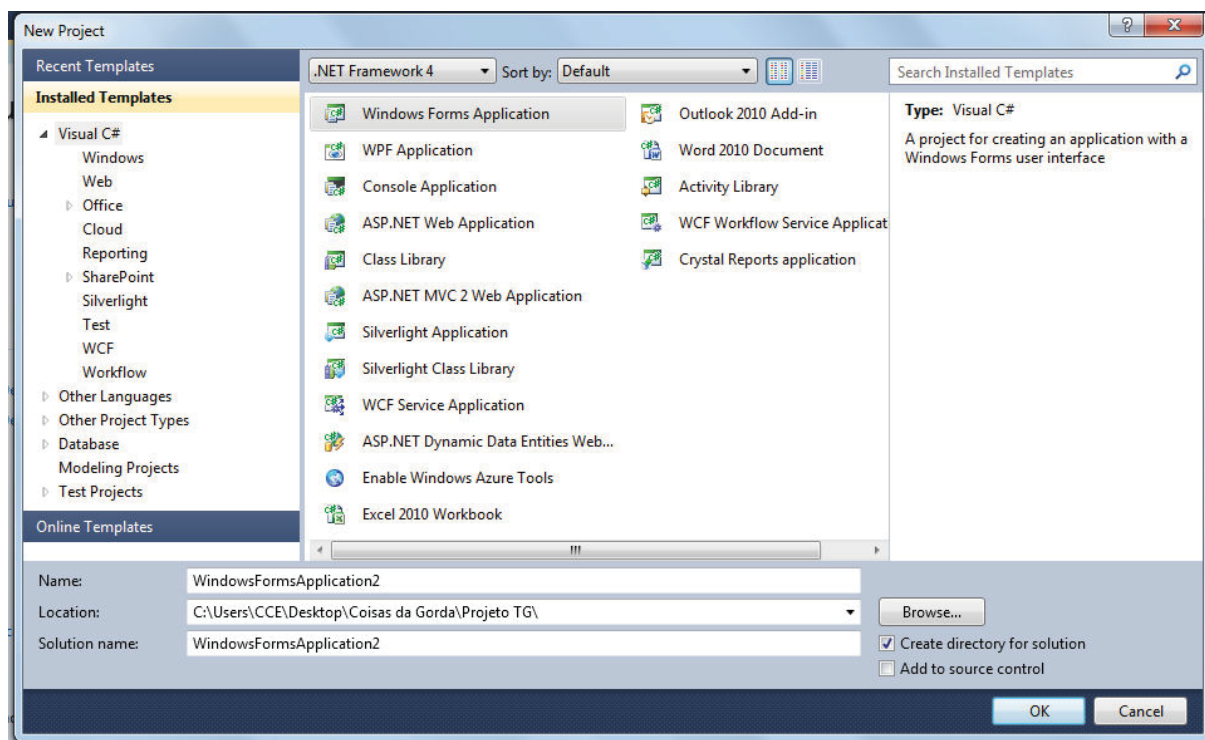 New Project
Recent Templates
Installed Templates
Visual C#
Windows
Web
Office
Cloud
Reporting
SharePoint
Silverlight
Test
WCF
Workflow
Other Languages
Other Project Types
Database
Modeling Projects
Test Projects
Online Templates
.NET Framework 4
Sort by: Default
Search Installed Templates
Windows Forms Application
WPF Application
Console Application
ASP.NET Web Application
Class Library
ASP.NET MVC 2 Web Application
Silverlight Application
Silverlight Class Library
WCF Service Application
ASP.NET Dynamic Data Entities Web...
Enable Windows Azure Tools
Excel 2010 Workbook
Outlook 2010 Add-in
Word 2010 Document
Activity Library
WCF Workflow Service Applicat
Crystal Reports application
Type: Visual C#
A project for creating an application with a
Windows Forms user interface
Name: WindowsFormsApplication2
Location: C:\Users\CCE\Desktop\Coisas da Gorda\Projeto TG\
Browse...
Solution name: WindowsFormsApplication2
Create directory for solution
Add to source control
OK Cancel